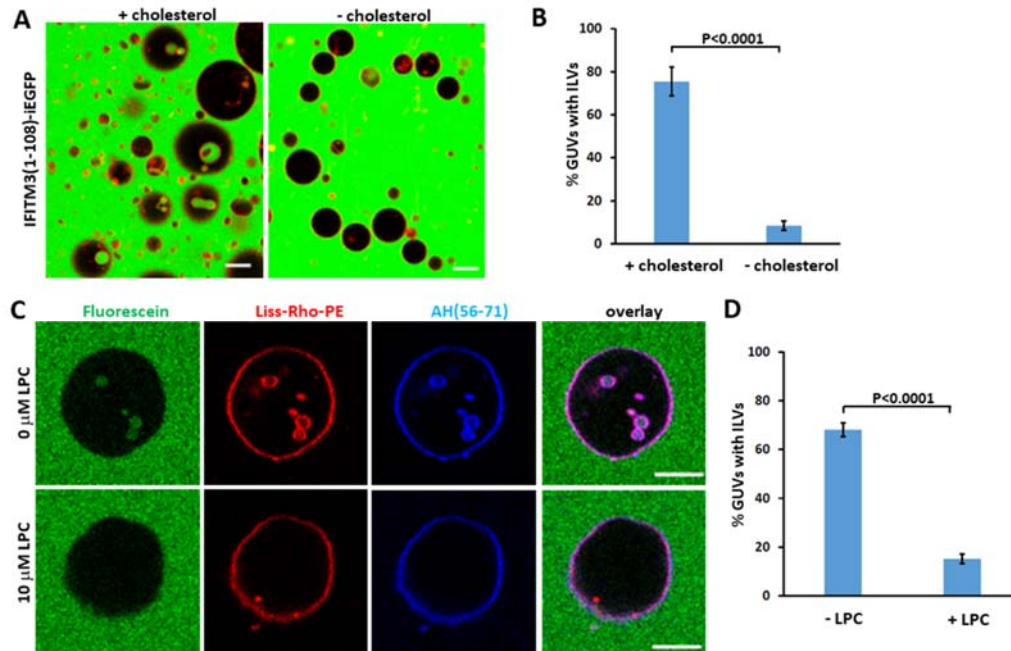 A
+ cholesterol
- cholesterol
IFITM3(1-108)-iEGFP
B
P<0.0001
% GUVs with ILVs
100
80
60
40
20
0
+ cholesterol
- cholesterol
C
Fluorescein
Liss-Rho-PE
AH(56-71)
overlay
0 μM LPC
10 μM LPC
D
P<0.0001
% GUVs with ILVs
100
80
60
40
20
0
- LPC
+ LPC